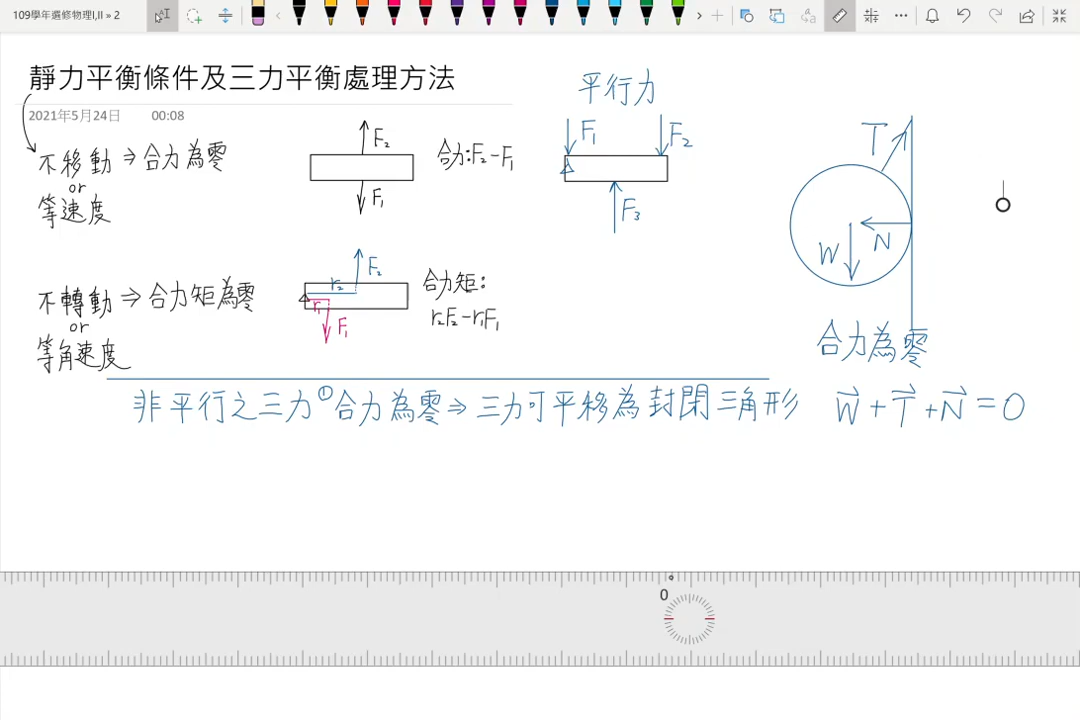 109學年選修物理I,II » 2
靜力平衡條件及三力平衡處理方法
2021年5月24日 00:08
不移動⇒合力為零
or
等速度
F₂
F₁
合力:F₂-F₁
平行力
F₁
F₂
F₃
不轉動⇒合力矩為零
or
等角速度
r₂
F₂
r₁
F₁
合力矩:
r₂F₂-r₁F₁
T
N
W
合力為零
非平行之三力①合力為零⇒三力可平移為封閉三角形 W⃗+T⃗+N⃗=0
0